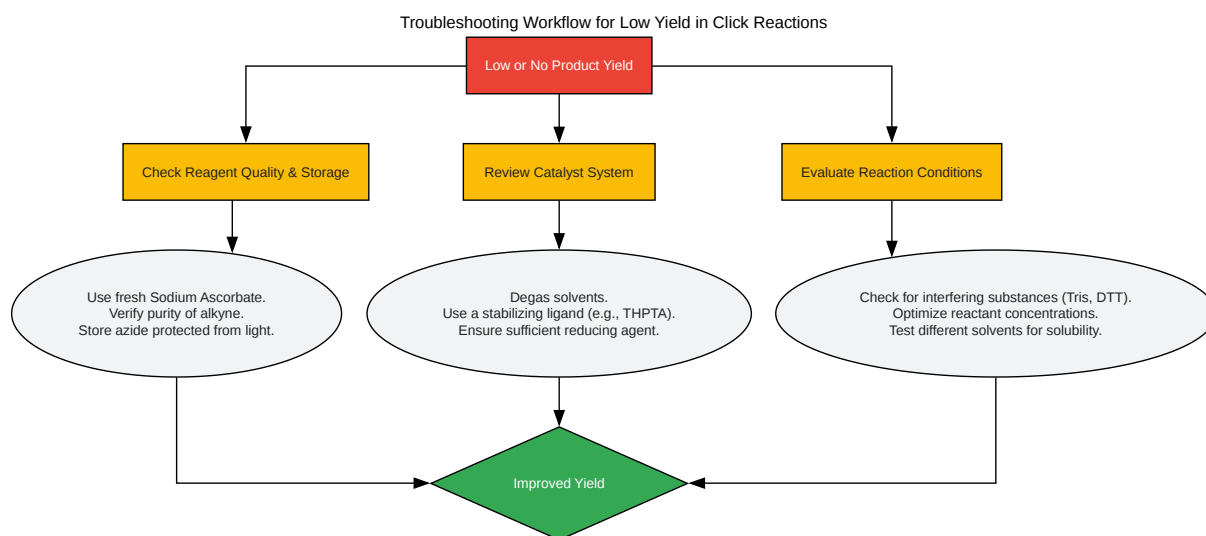 Troubleshooting Workflow for Low Yield in Click Reactions
Low or No Product Yield
Check Reagent Quality & Storage
Review Catalyst System
Evaluate Reaction Conditions
Use fresh Sodium Ascorbate.
Verify purity of alkyne.
Store azide protected from light.
Degas solvents.
Use a stabilizing ligand (e.g., THPTA).
Ensure sufficient reducing agent.
Check for interfering substances (Tris, DTT).
Optimize reactant concentrations.
Test different solvents for solubility.
Improved Yield